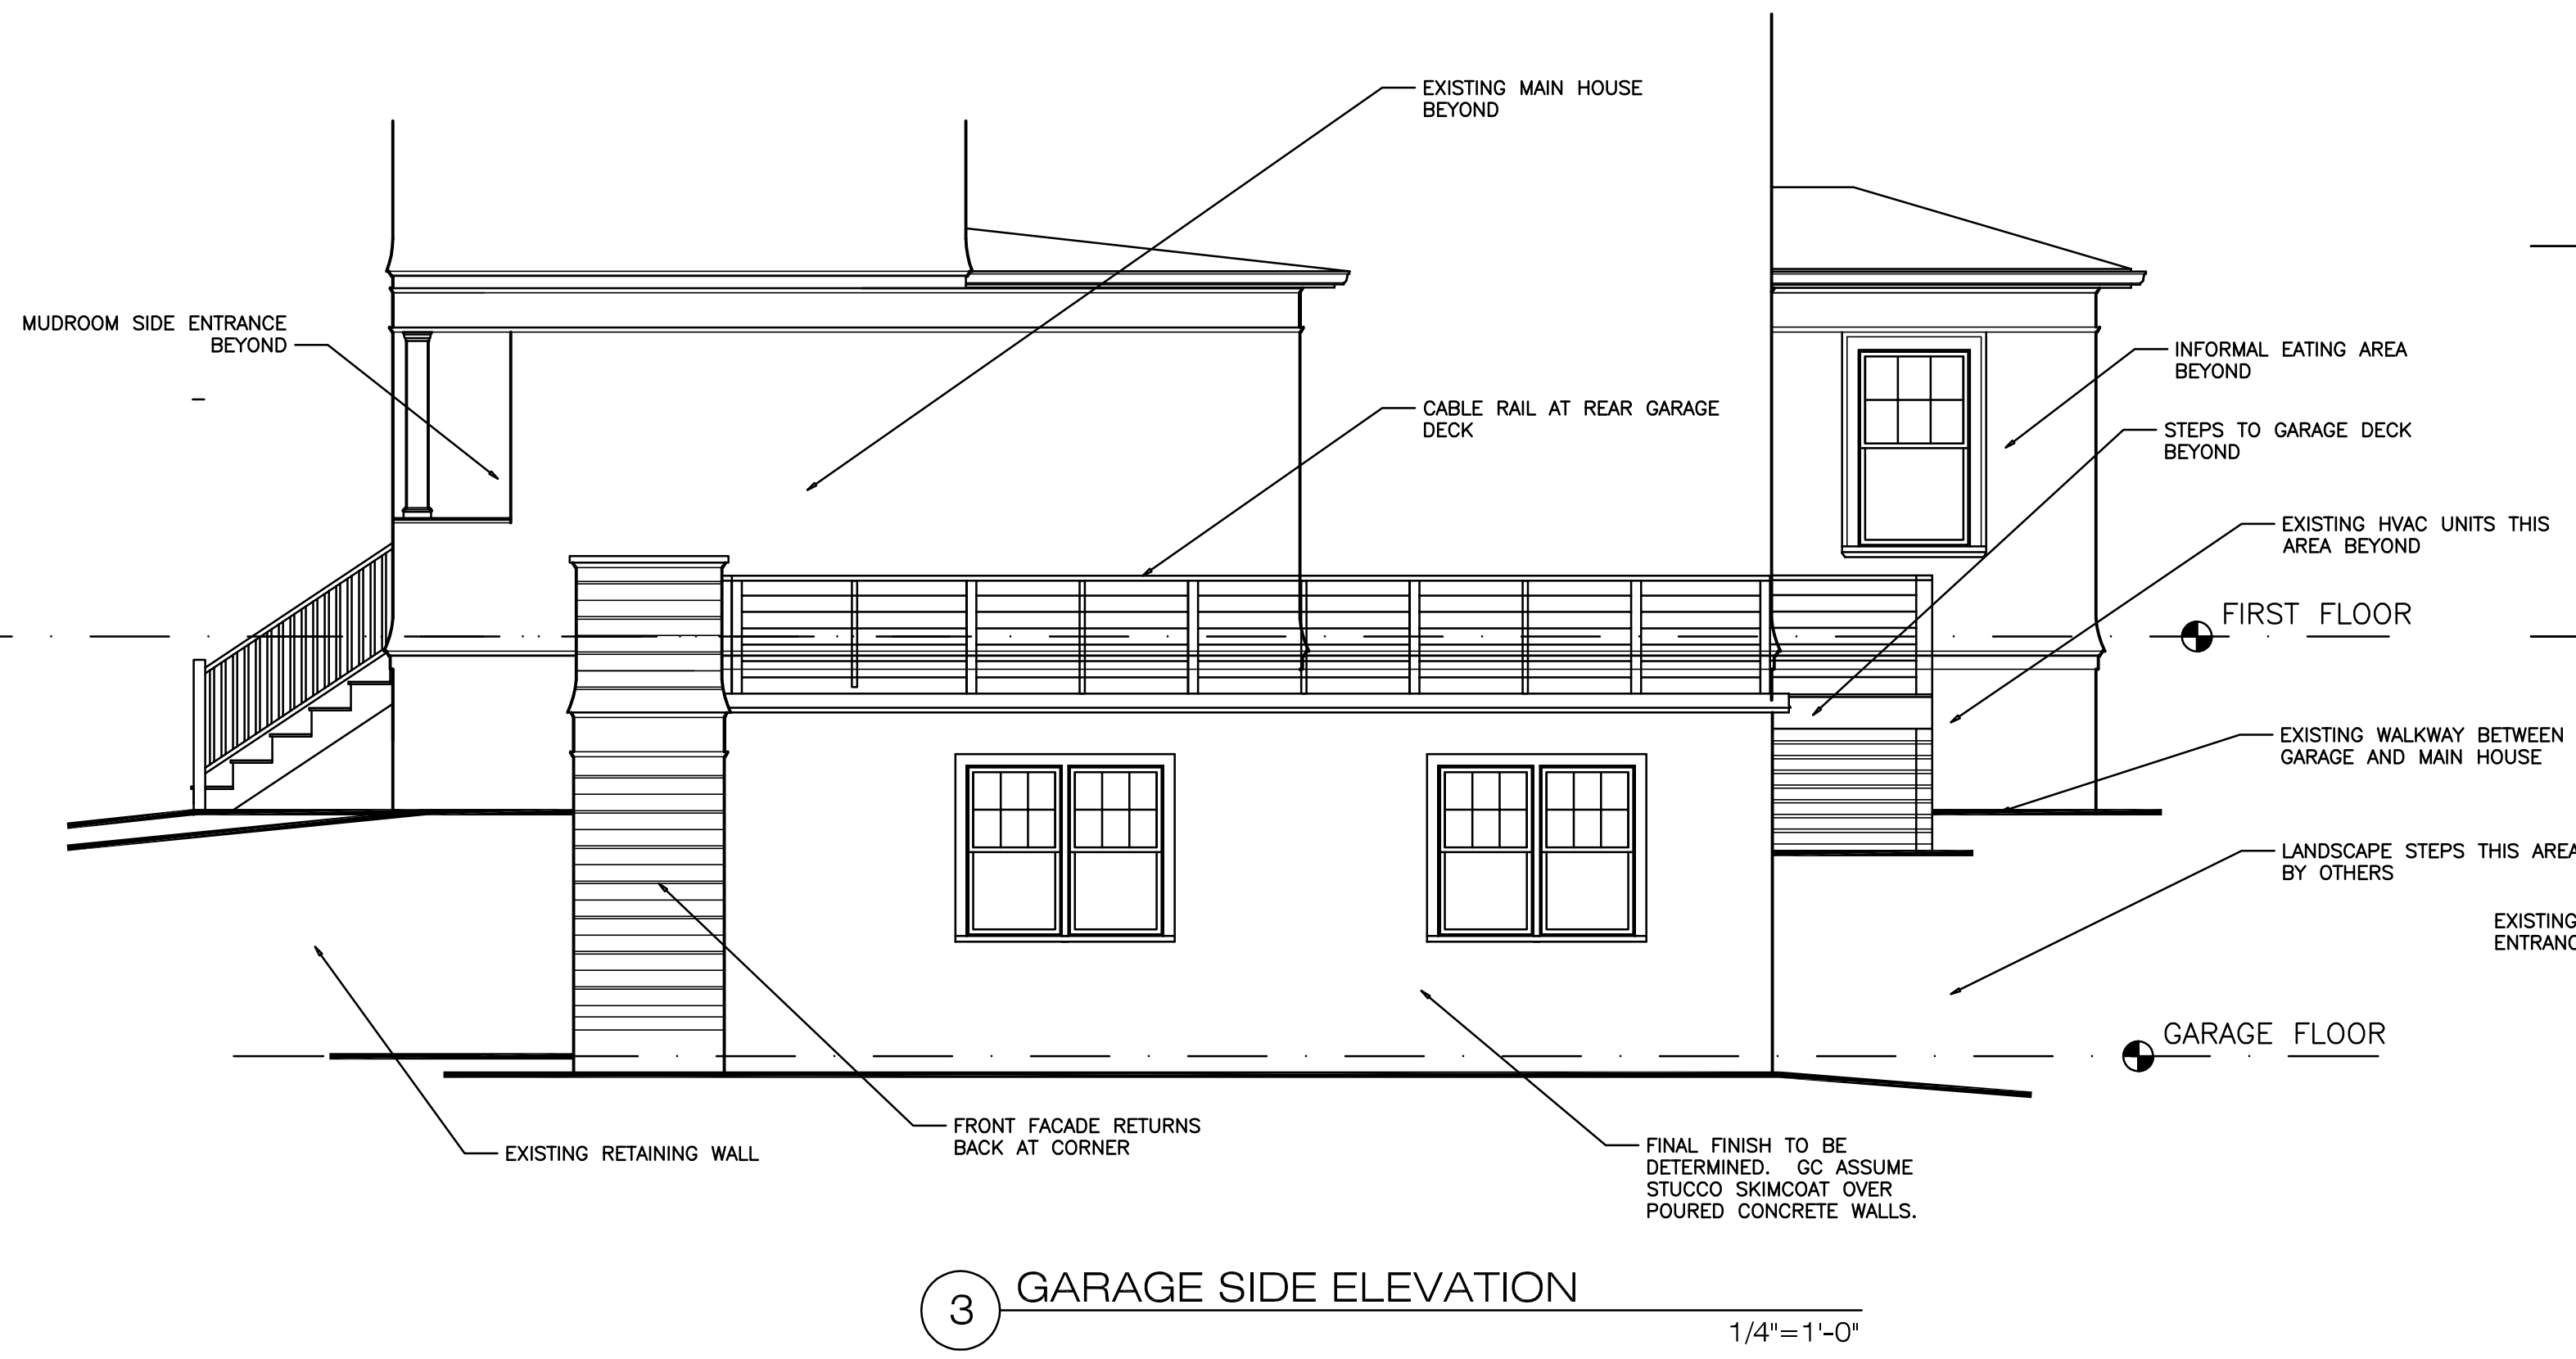 EXISTING MAIN HOUSE
BEYOND
MUDROOM SIDE ENTRANCE
BEYOND
INFORMAL EATING AREA
BEYOND
CABLE RAIL AT REAR GARAGE
DECK
STEPS TO GARAGE DECK
BEYOND
EXISTING HVAC UNITS THIS
AREA BEYOND
FIRST FLOOR
EXISTING WALKWAY BETWEEN
GARAGE AND MAIN HOUSE
LANDSCAPE STEPS THIS AREA
BY OTHERS
EXISTING
GARAGE FLOOR
FRONT FACADE RETURNS
BACK AT CORNER
EXISTING RETAINING WALL
FINAL FINISH TO BE
DETERMINED. GC ASSUME
STUCCO SKIMCOAT OVER
POURED CONCRETE WALLS.
3
GARAGE SIDE ELEVATION
1/4"=1'-0"